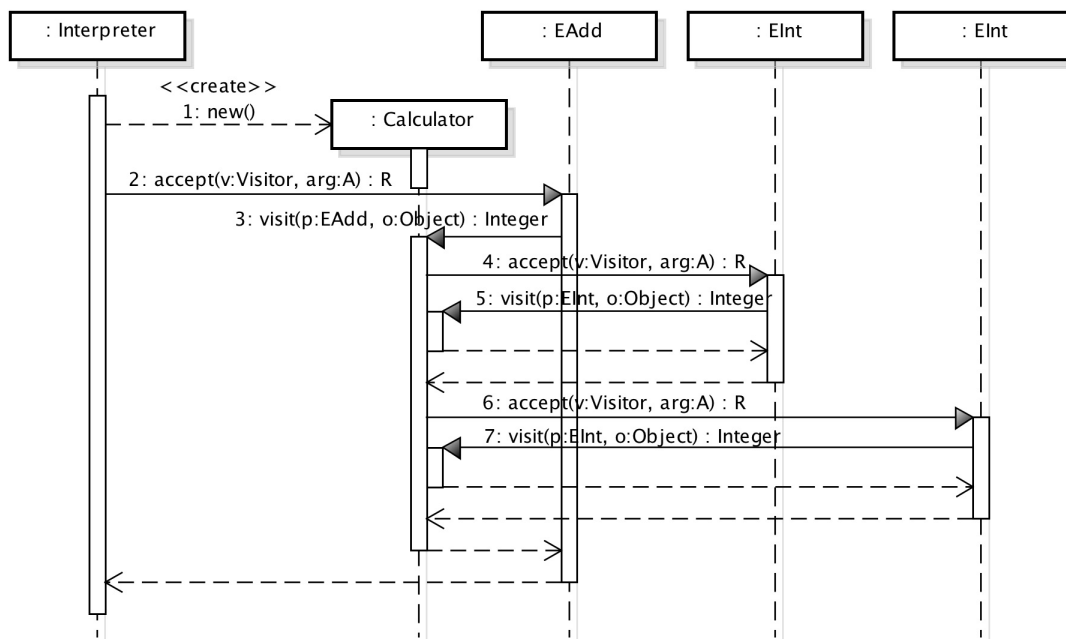 : Interpreter
: EAdd
: EInt
: EInt
<<create>>
1: new()
: Calculator
2: accept(v:Visitor, arg:A) : R
3: visit(p:EAdd, o:Object) : Integer
4: accept(v:Visitor, arg:A) : R
5: visit(p:EInt, o:Object) : Integer
6: accept(v:Visitor, arg:A) : R
7: visit(p:EInt, o:Object) : Integer